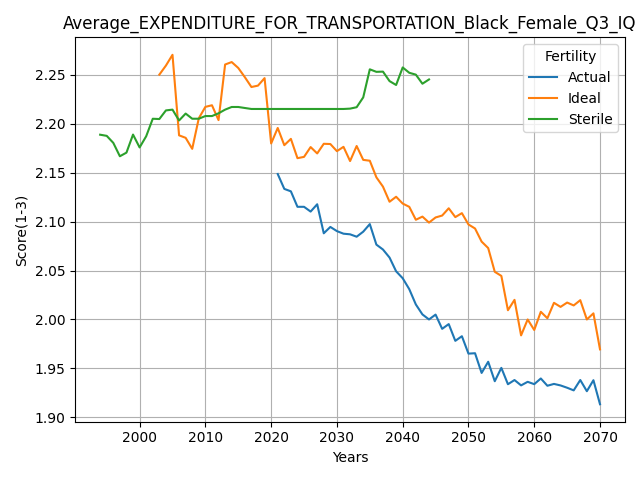 Average_EXPENDITURE_FOR_TRANSPORTATION_Black_Female_Q3_IQ
Fertility
Actual
Ideal
Sterile
Score(1-3)
2.25
2.20
2.15
2.10
2.05
2.00
1.95
1.90
2000 2010 2020 2030 2040 2050 2060 2070
Years